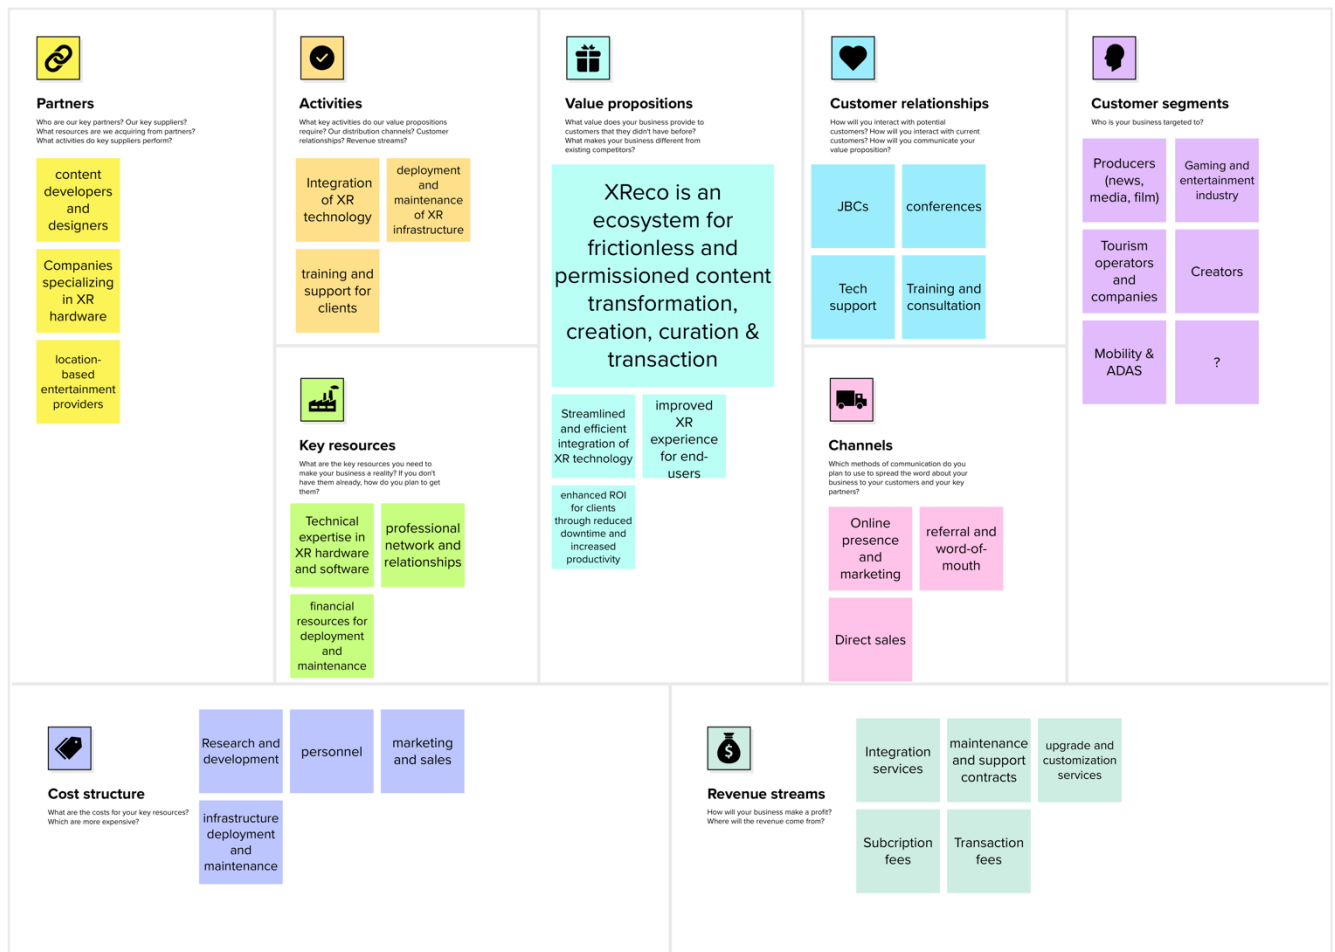 Partners
Who are our key partners? Our key suppliers?
What resources are we acquiring from partners?
What activities do key suppliers perform?
content
developers
and
designers
Companies
specializing
in XR
hardware
location-
based
entertainment
providers
Activities
What key activities do our value propositions
require? Our distribution channels? Customer
relationships? Revenue streams?
Integration
of XR
technology
deployment
and
maintenance
of XR
infrastructure
training and
support for
clients
Key resources
What are the key resources you need to
make your business a reality? If you don't
have them already, how do you plan to get
them?
Technical
expertise in
XR hardware
and software
professional
network and
relationships
financial
resources for
deployment
and
maintenance
Value propositions
What value does your business provide to
customers that they didn't have before?
What makes your business different from
existing competitors?
XReco is an
ecosystem for
frictionless and
permissioned content
transformation,
creation, curation &
transaction
Streamlined
and efficient
integration of
XR technology
improved
XR
experience
for end-
users
enhanced ROI
for clients
through reduced
downtime and
increased
productivity
Customer relationships
How will you interact with potential
customers? How will you interact with current
customers? How will you communicate your
value proposition?
JBCs
conferences
Tech
support
Training and
consultation
Channels
Which methods of communication do you
plan to use to spread the word about your
business to your customers and your key
partners?
Online
presence
and
marketing
referral and
word-of-
mouth
Direct sales
Customer segments
Who is your business targeted to?
Producers
(news,
media, film)
Gaming and
entertainment
industry
Tourism
operators
and
companies
Creators
Mobility &
ADAS
?
Cost structure
What are the costs for your key resources?
Which are more expensive?
Research and
development
personnel
marketing
and sales
infrastructure
deployment
and
maintenance
$
Revenue streams
How will your business make a profit?
Where will the revenue come from?
Integration
services
maintenance
and support
contracts
upgrade and
customization
services
Subcription
fees
Transaction
fees